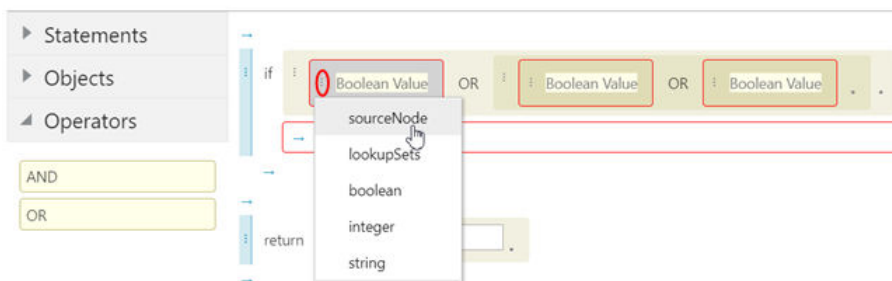 Statements
Objects
Operators
AND
OR
if Boolean Value OR Boolean Value OR Boolean Value . .
sourceNode
lookupSets
boolean
integer
string
return .